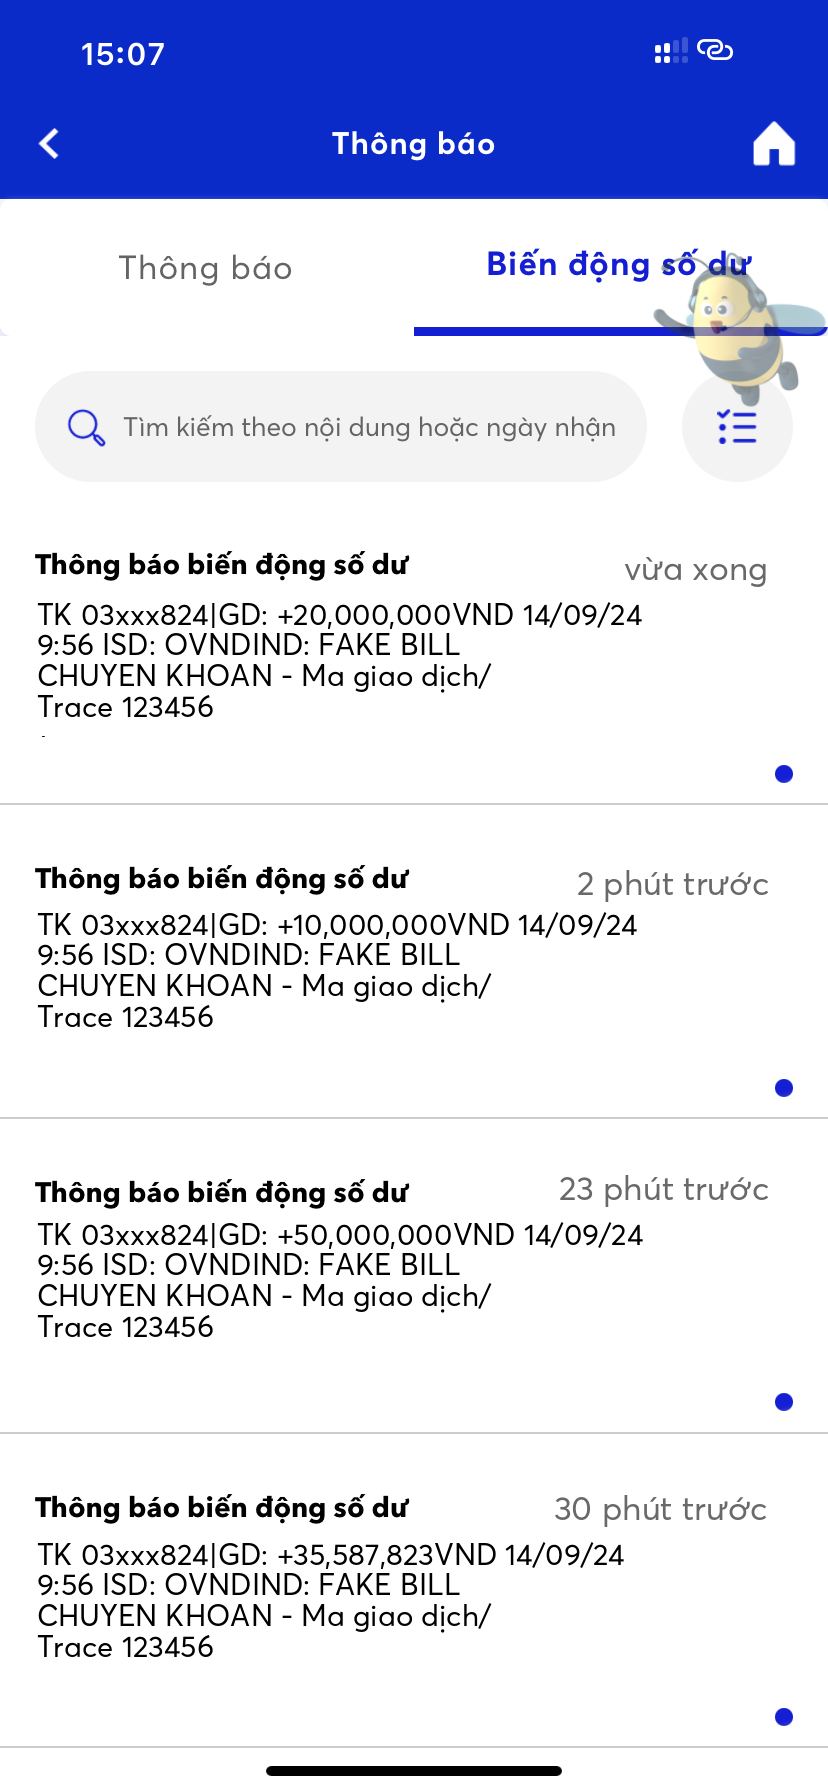 15:07
Thông báo
Thông báo
Biến động số dư
Tìm kiếm theo nội dung hoặc ngày nhận
Thông báo biến động số dư
vừa xong
TK 03xxx824|GD: +20,000,000VND 14/09/24
9:56 ISD: OVNDIND: FAKE BILL
CHUYEN KHOAN - Ma giao dịch/
Trace 123456
Thông báo biến động số dư
2 phút trước
TK 03xxx824|GD: +10,000,000VND 14/09/24
9:56 ISD: OVNDIND: FAKE BILL
CHUYEN KHOAN - Ma giao dịch/
Trace 123456
Thông báo biến động số dư
23 phút trước
TK 03xxx824|GD: +50,000,000VND 14/09/24
9:56 ISD: OVNDIND: FAKE BILL
CHUYEN KHOAN - Ma giao dịch/
Trace 123456
Thông báo biến động số dư
30 phút trước
TK 03xxx824|GD: +35,587,823VND 14/09/24
9:56 ISD: OVNDIND: FAKE BILL
CHUYEN KHOAN - Ma giao dịch/
Trace 123456